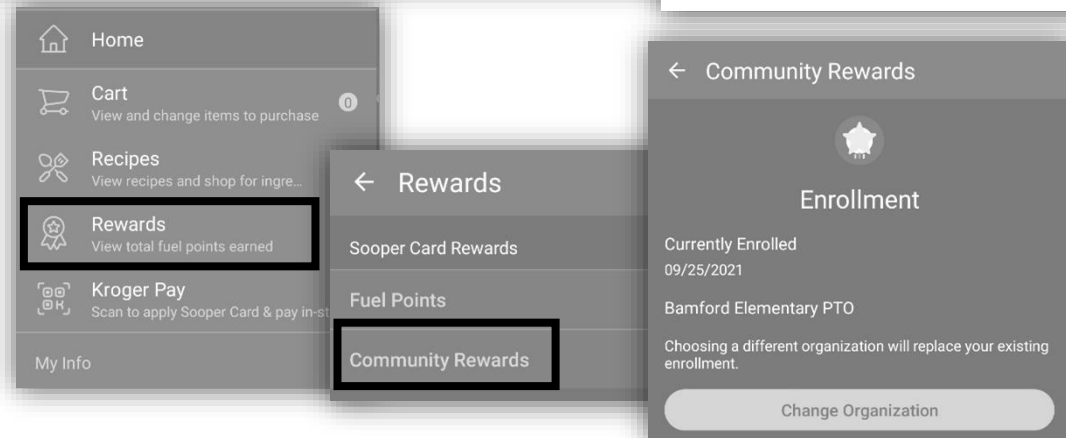 Home
Cart
0
View and change items to purchase
Recipes
View recipes and shop for ingre...
Rewards
View total fuel points earned
Kroger Pay
Scan to apply Sooper Card & pay in-st
My Info
← Rewards
Sooper Card Rewards
Fuel Points
Community Rewards
← Community Rewards
Enrollment
Currently Enrolled
09/25/2021
Bamford Elementary PTO
Choosing a different organization will replace your existing
enrollment.
Change Organization